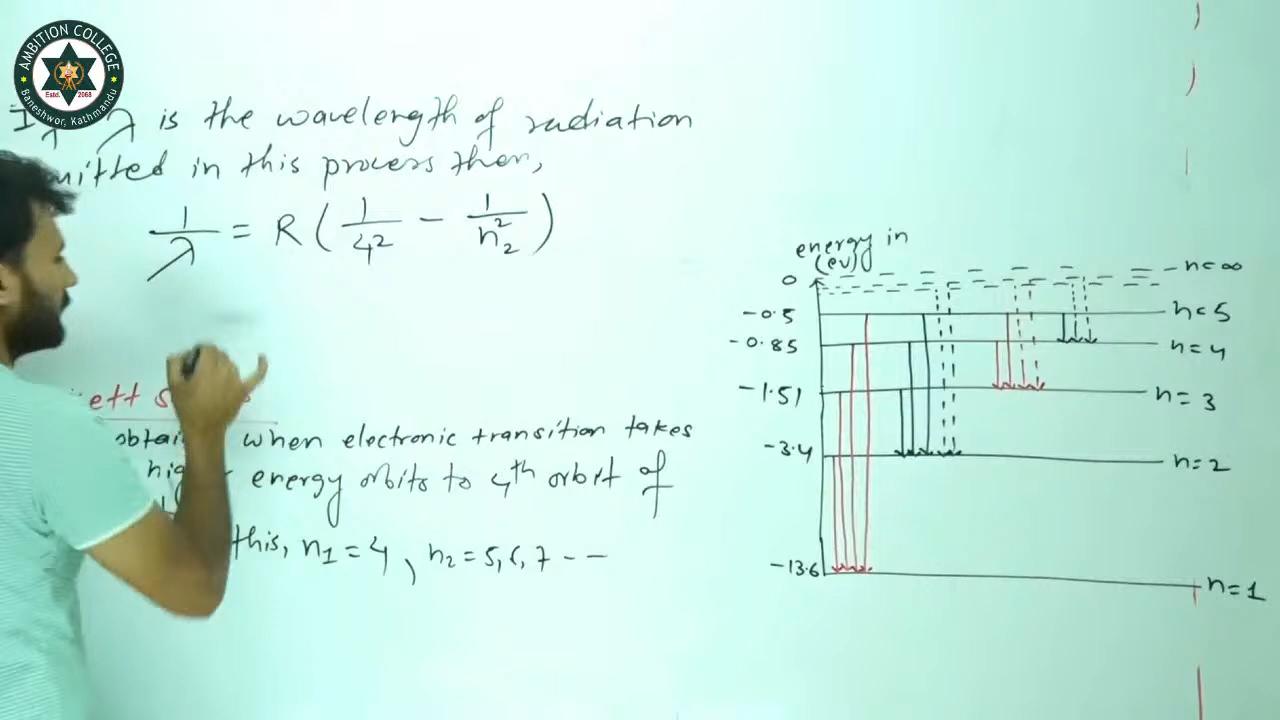 AMBITION COLLEGE
Estd. 2068
Baneshwor, Kathmandu
λ is the wavelength of radiation
mitted in this process then,
1/λ = R ( 1/4² - 1/n₂² )
ett s
obtai when electronic transition takes
energy orbits to 4th orbit of
this, n₁ = 4, n₂ = 5, 6, 7 - -
energy in
(eV)
0 n=∞
-0.5 n=5
-0.85 n=4
-1.51 n=3
-3.4 n=2
-13.6 n=1